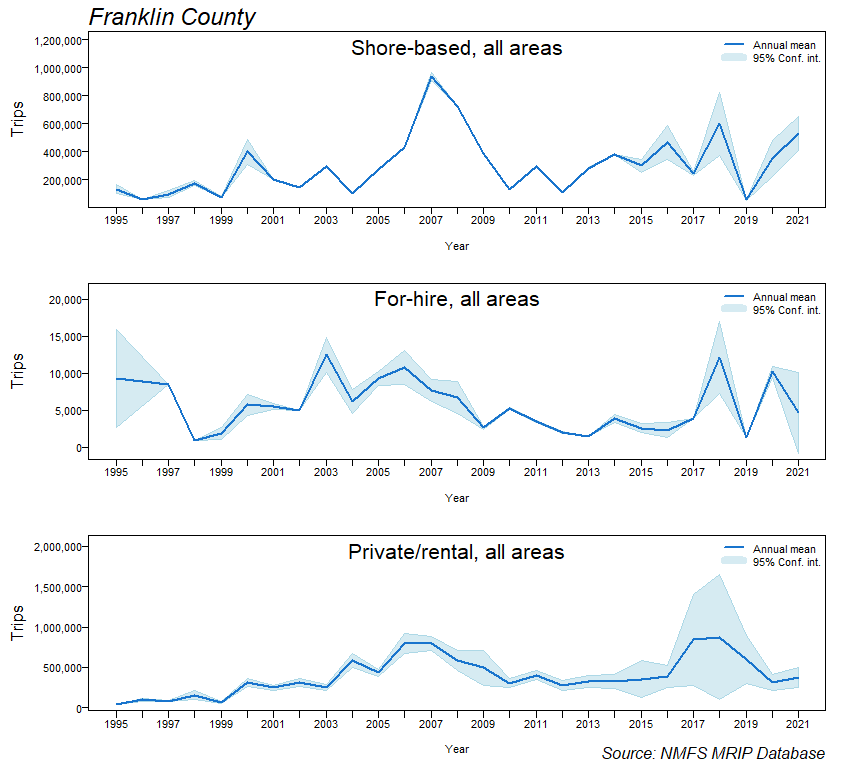 Franklin County
Shore-based, all areas
Annual mean
95% Conf. int.
Trips
1,200,000
1,000,000
800,000
600,000
400,000
200,000
1995 1997 1999 2001 2003 2005 2007 2009 2011 2013 2015 2017 2019 2021
Year
For-hire, all areas
Annual mean
95% Conf. int.
Trips
20,000
15,000
10,000
5,000
0
1995 1997 1999 2001 2003 2005 2007 2009 2011 2013 2015 2017 2019 2021
Year
Private/rental, all areas
Annual mean
95% Conf. int.
Trips
2,000,000
1,500,000
1,000,000
500,000
0
1995 1997 1999 2001 2003 2005 2007 2009 2011 2013 2015 2017 2019 2021
Year
Source: NMFS MRIP Database